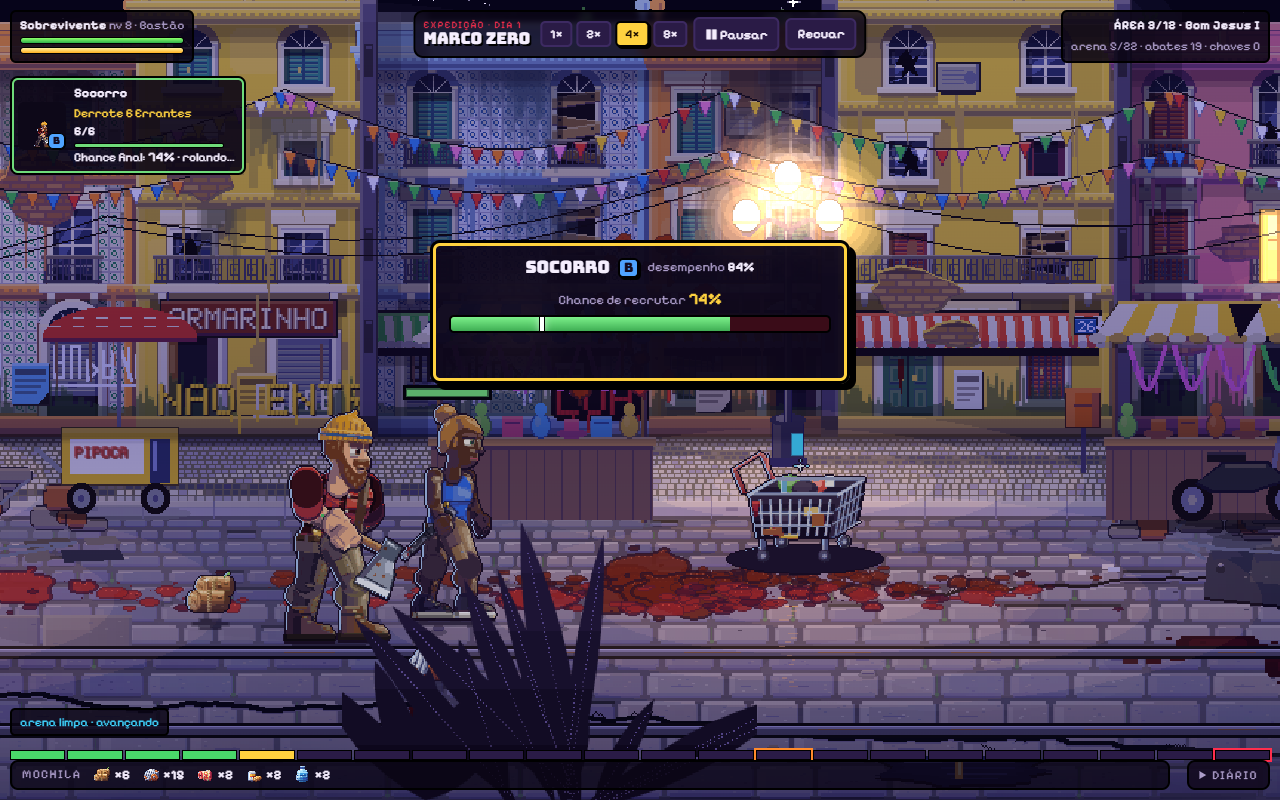 Sobrevivente nv 8 · Bastão
EXPEDIÇÃO · DIA 1
MARCO ZERO
1×
2×
4×
8×
Pausar
Recuar
ÁREA 3/12 · Bom Jesus I
arena 5/22 · abates 19 · chaves 0
Socorro
Derrote 6 Errantes
6/6
B
Chance final: 74% · rolando...
SOCORRO B desempenho 84%
Chance de recrutar 74%
ARMARINHO
26
PIPOCA
arena limpa · avançando
MOCHILA ×6 ×18 ×8 ×8 ×8
DIÁRIO